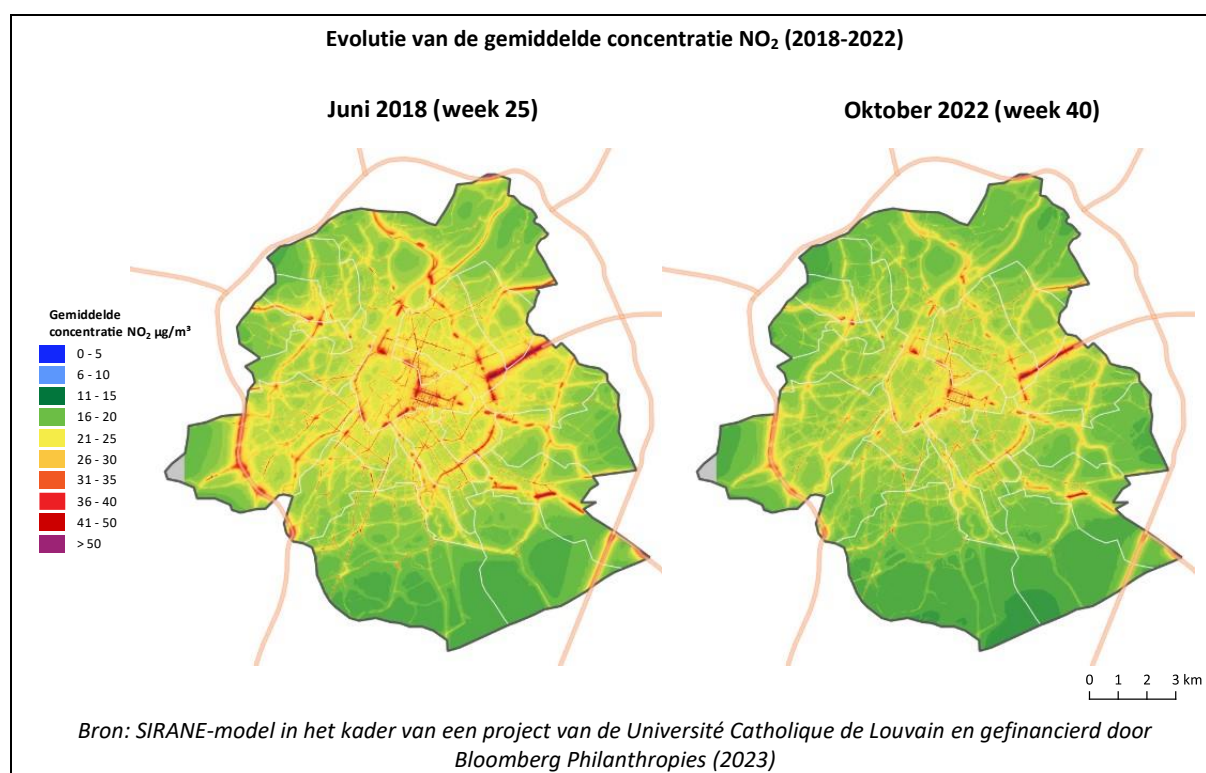 Evolutie van de gemiddelde concentratie NO₂ (2018-2022)
Juni 2018 (week 25)
Oktober 2022 (week 40)
Gemiddelde
concentratie NO₂ µg/m³
0 - 5
6 - 10
11 - 15
16 - 20
21 - 25
26 - 30
31 - 35
36 - 40
41 - 50
> 50
0 1 2 3 km
Bron: SIRANE-model in het kader van een project van de Université Catholique de Louvain en gefinancierd door
Bloomberg Philanthropies (2023)